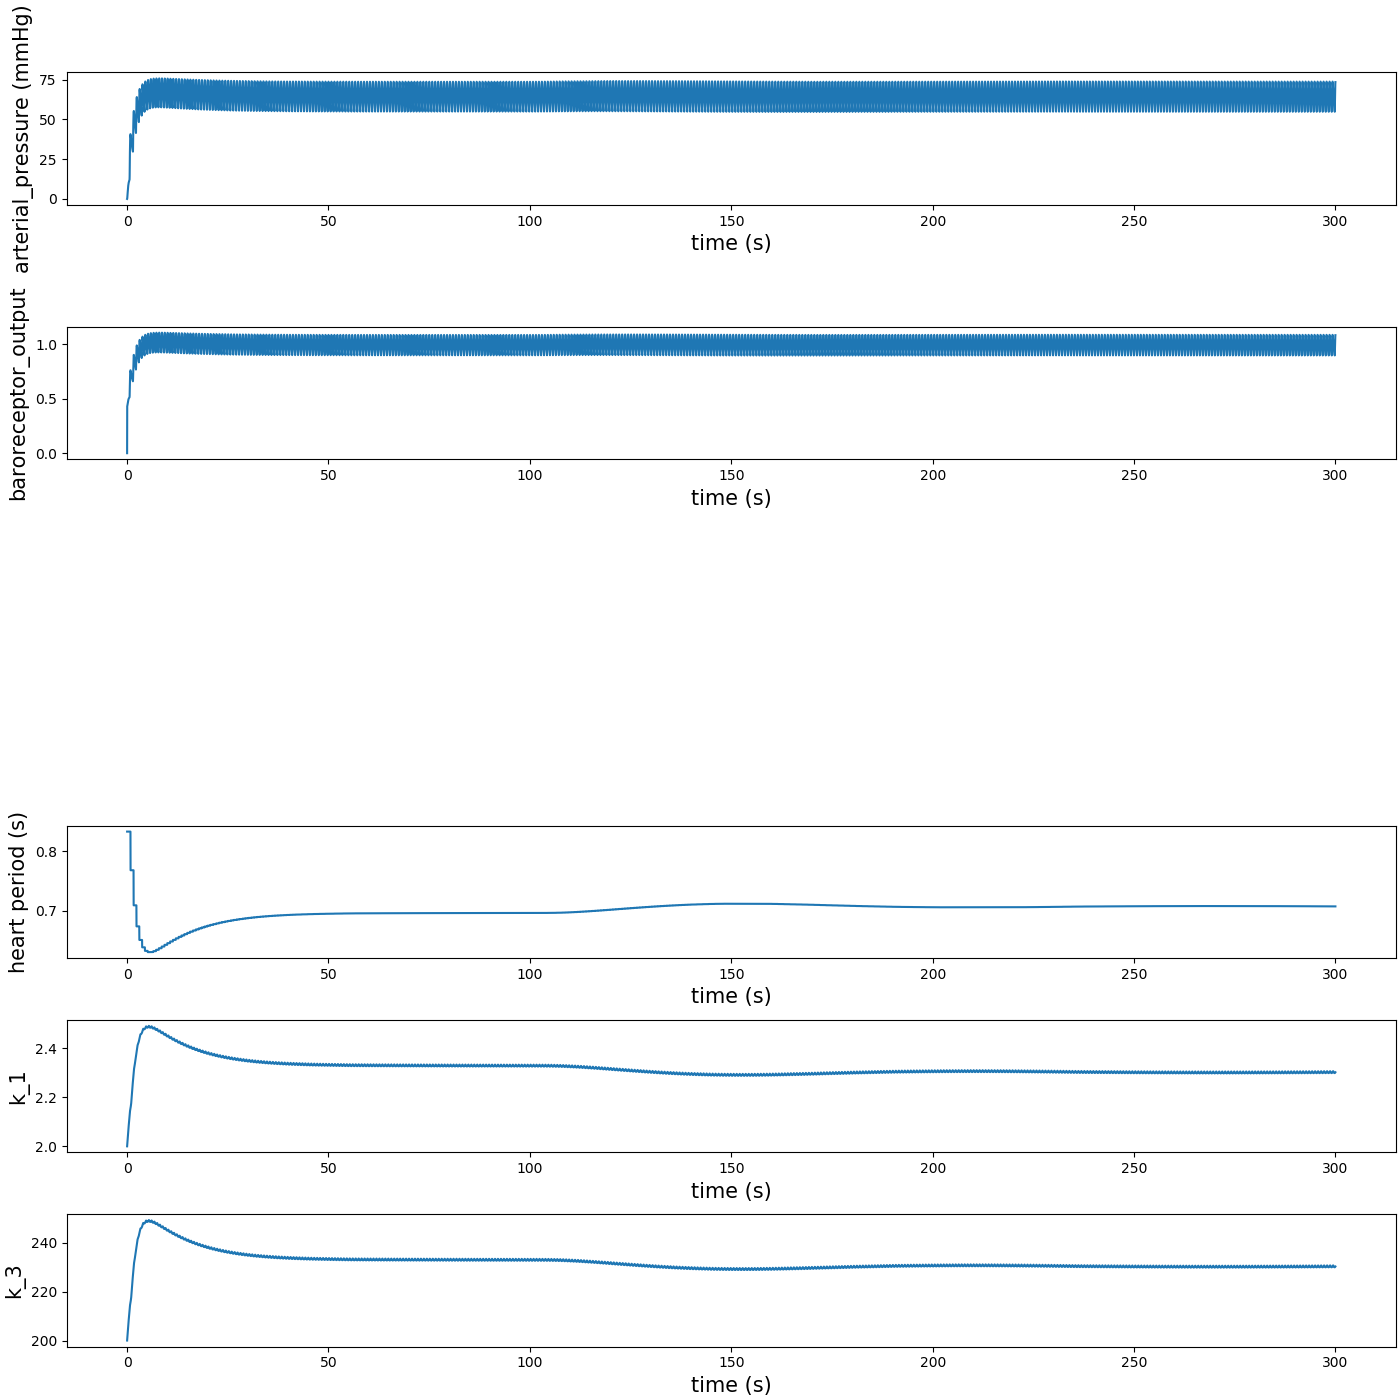 arterial_pressure (mmHg)
75
50
25
0
0 50 100 150 200 250 300
time (s)
baroreceptor_output
1.0
0.5
0.0
0 50 100 150 200 250 300
time (s)
heart period (s)
0.8
0.7
0 50 100 150 200 250 300
time (s)
k_1
2.4
2.2
2.0
0 50 100 150 200 250 300
time (s)
k_3
240
220
200
0 50 100 150 200 250 300
time (s)